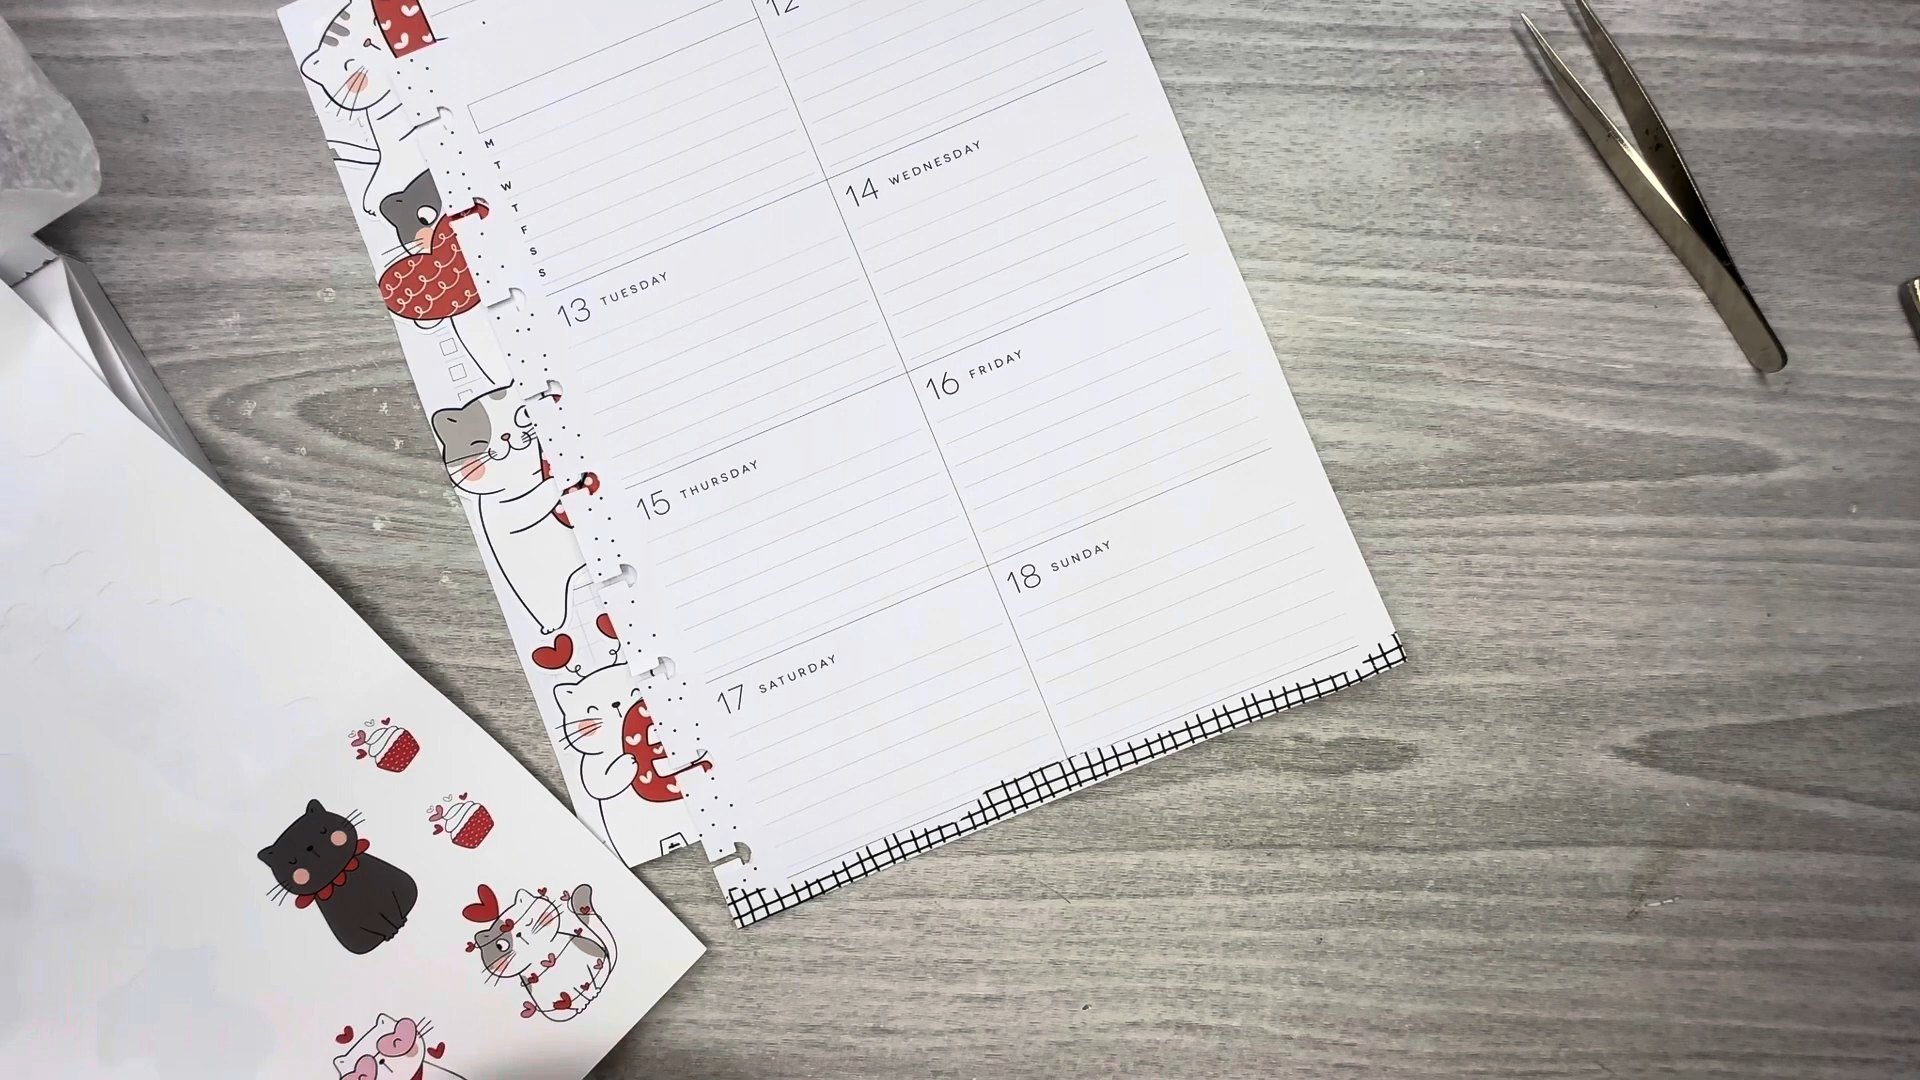 12
M
T
W
T
F
S
S
14 WEDNESDAY
13 TUESDAY
16 FRIDAY
15 THURSDAY
18 SUNDAY
17 SATURDAY